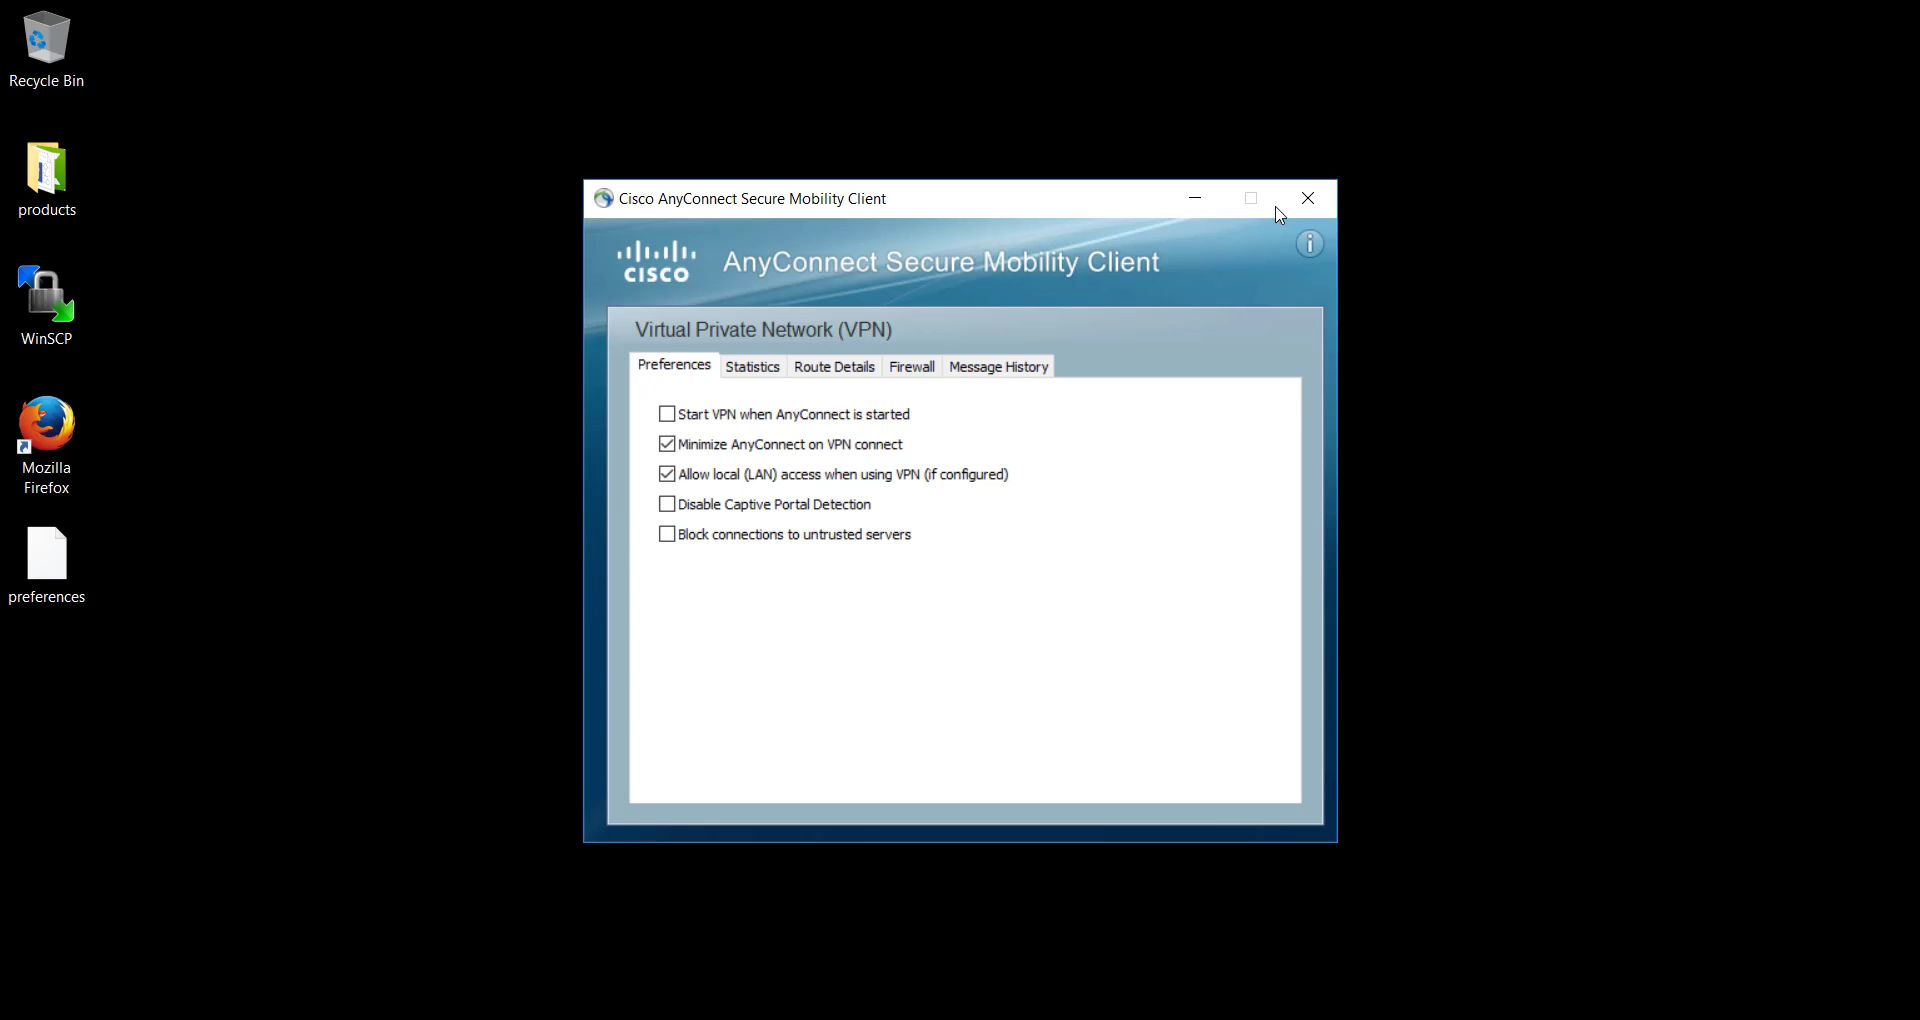 Recycle Bin
products
WinSCP
Mozilla
Firefox
preferences
Cisco AnyConnect Secure Mobility Client
CISCO
AnyConnect Secure Mobility Client
Virtual Private Network (VPN)
Preferences Statistics Route Details Firewall Message History
Start VPN when AnyConnect is started
Minimize AnyConnect on VPN connect
Allow local (LAN) access when using VPN (if configured)
Disable Captive Portal Detection
Block connections to untrusted servers